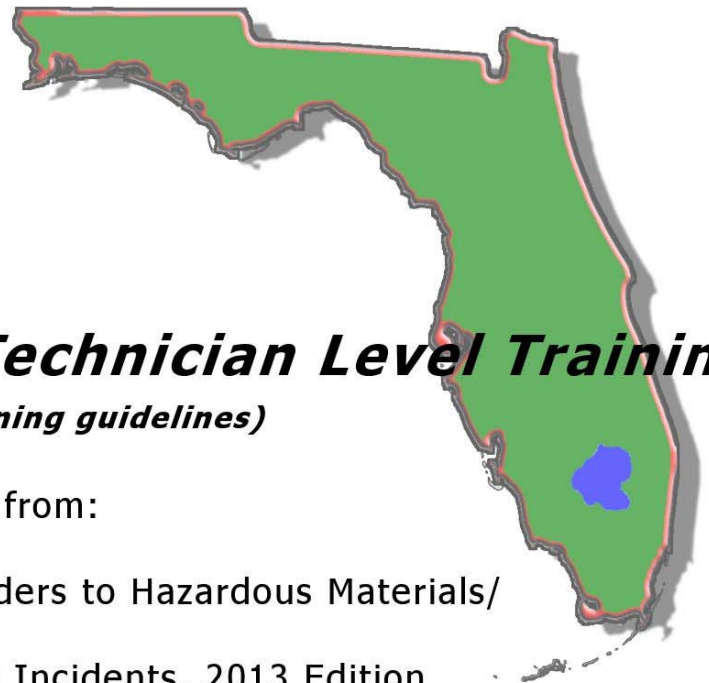 Technician Level Trainin
ning guidelines)
from:
ders to Hazardous Materials/
Incidents, 2013 Edition